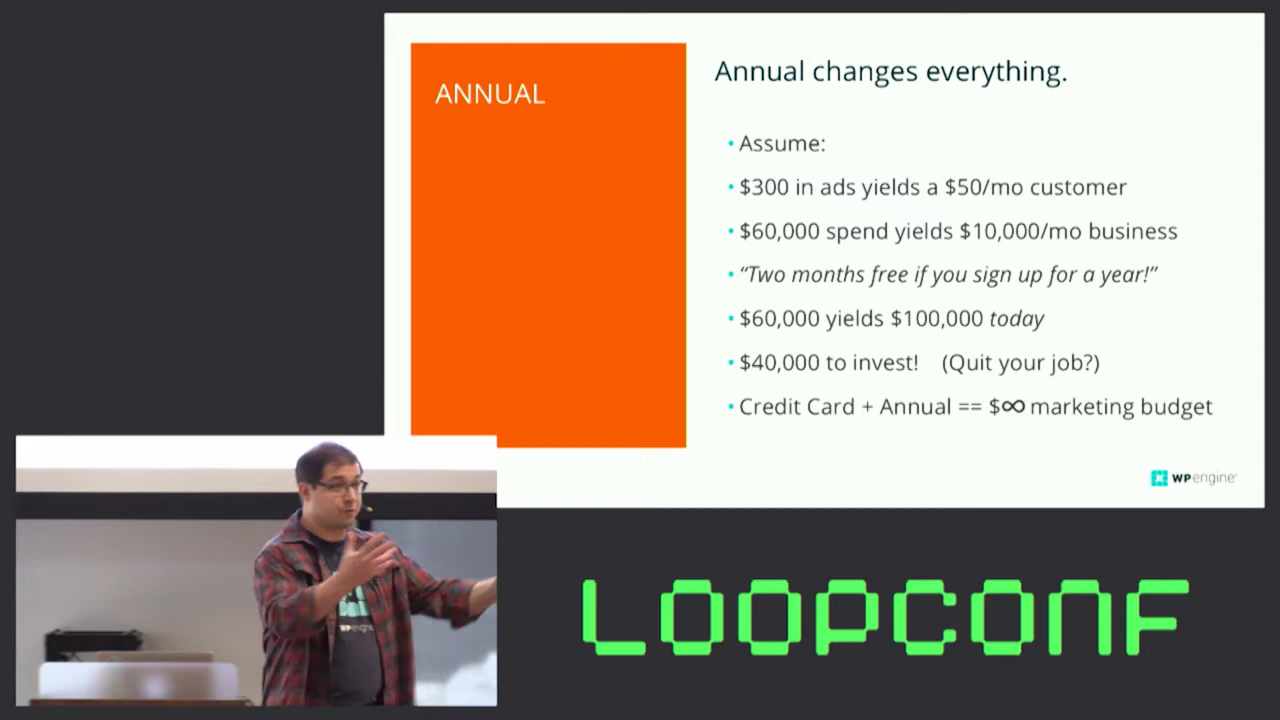 ANNUAL
Annual changes everything.
• Assume:
• $300 in ads yields a $50/mo customer
• $60,000 spend yields $10,000/mo business
• “Two months free if you sign up for a year!”
• $60,000 yields $100,000 today
• $40,000 to invest! (Quit your job?)
• Credit Card + Annual == $∞ marketing budget
WPengine
LOOPCONF